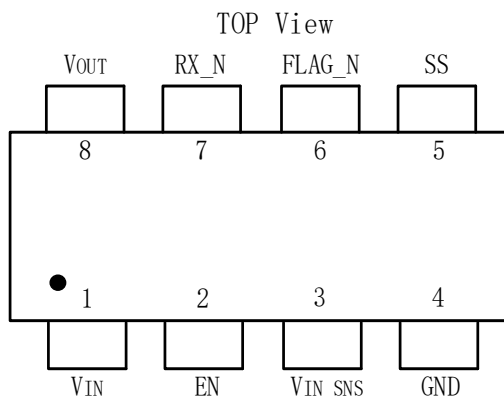 TOP View
VOUT RX_N FLAG_N SS
8 7 6 5
1 2 3 4
VIN EN VIN SNS GND